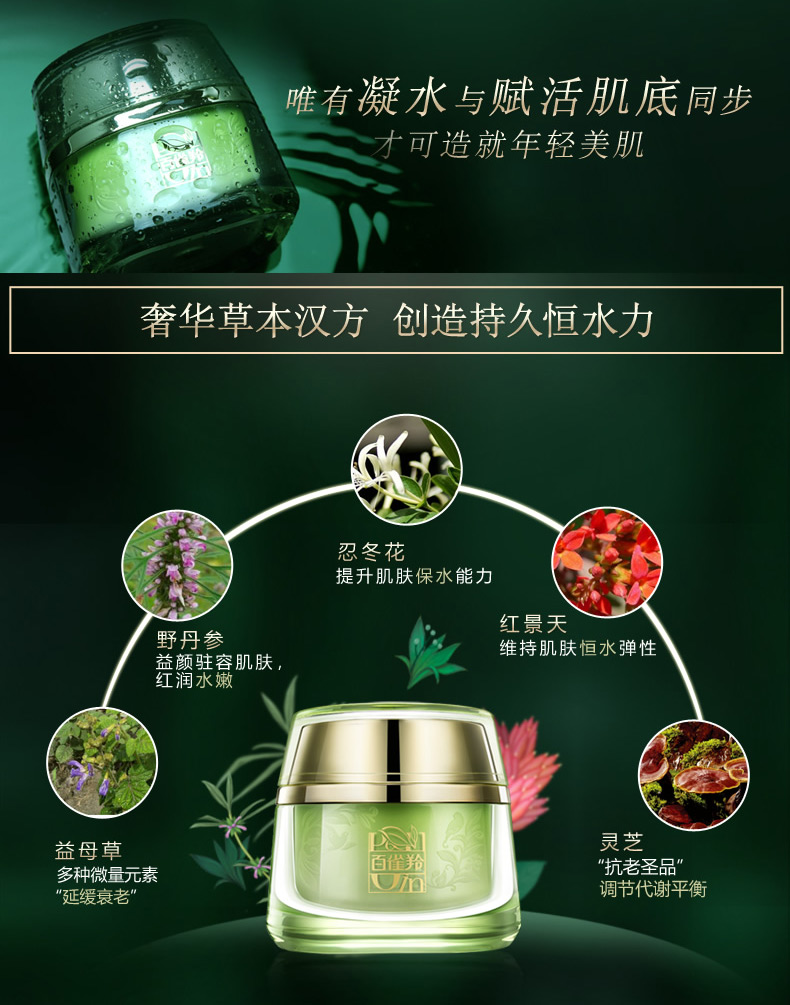 唯有凝水与赋活肌底同步
才可造就年轻美肌
奢华草本汉方 创造持久恒水力
忍冬花
提升肌肤保水能力
野丹参
益颜驻容肌肤,
红润水嫩
红景天
维持肌肤恒水弹性
益母草
多种微量元素
"延缓衰老"
灵芝
"抗老圣品"
调节代谢平衡
百雀羚